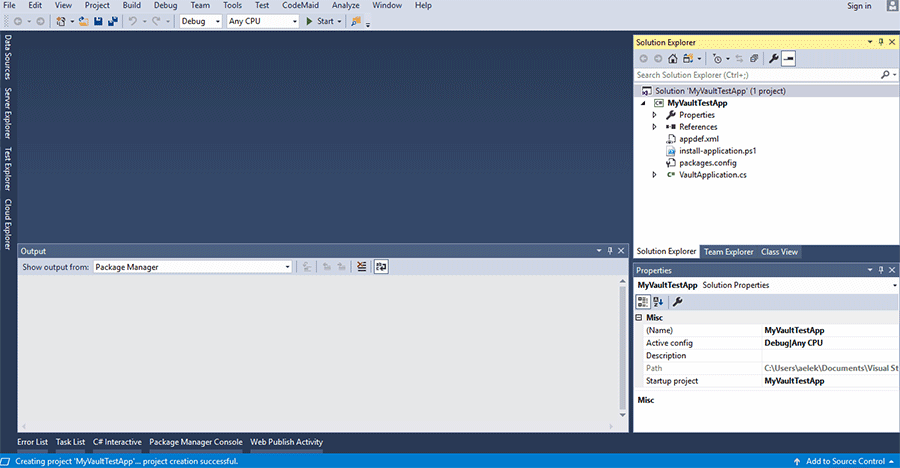 File Edit View Project Build Debug Team Tools Test CodeMaid Analyze Window Help Sign in
Debug Any CPU Start
Data Sources
Server Explorer
Test Explorer
Cloud Explorer
Solution Explorer
Search Solution Explorer (Ctrl+;)
Solution 'MyVaultTestApp' (1 project)
MyVaultTestApp
Properties
References
appdef.xml
install-application.ps1
packages.config
VaultApplication.cs
Solution Explorer Team Explorer Class View
Output
Show output from: Package Manager
Properties
MyVaultTestApp Solution Properties
Misc
(Name) MyVaultTestApp
Active config Debug|Any CPU
Description
Path C:\Users\aelek\Documents\Visual St
Startup project MyVaultTestApp
Misc
Error List Task List C# Interactive Package Manager Console Web Publish Activity
Creating project 'MyVaultTestApp'... project creation successful. Add to Source Control